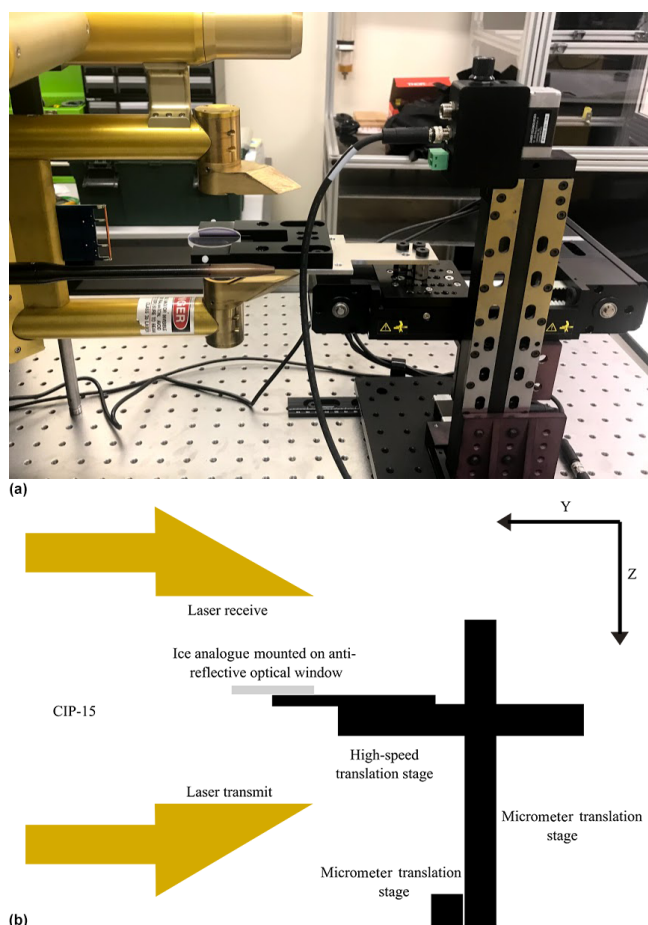 DANGER
(a)
Y
Z
Laser receive
Ice analogue mounted on anti-
reflective optical window
CIP-15
High-speed
translation stage
Laser transmit
Micrometer translation
stage
Micrometer translation
stage
(b)